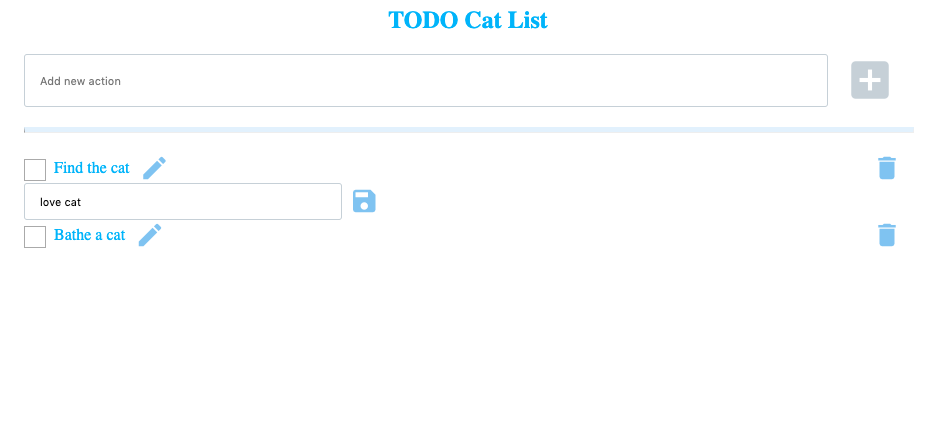 TODO Cat List
Add new action
Find the cat
love cat
Bathe a cat